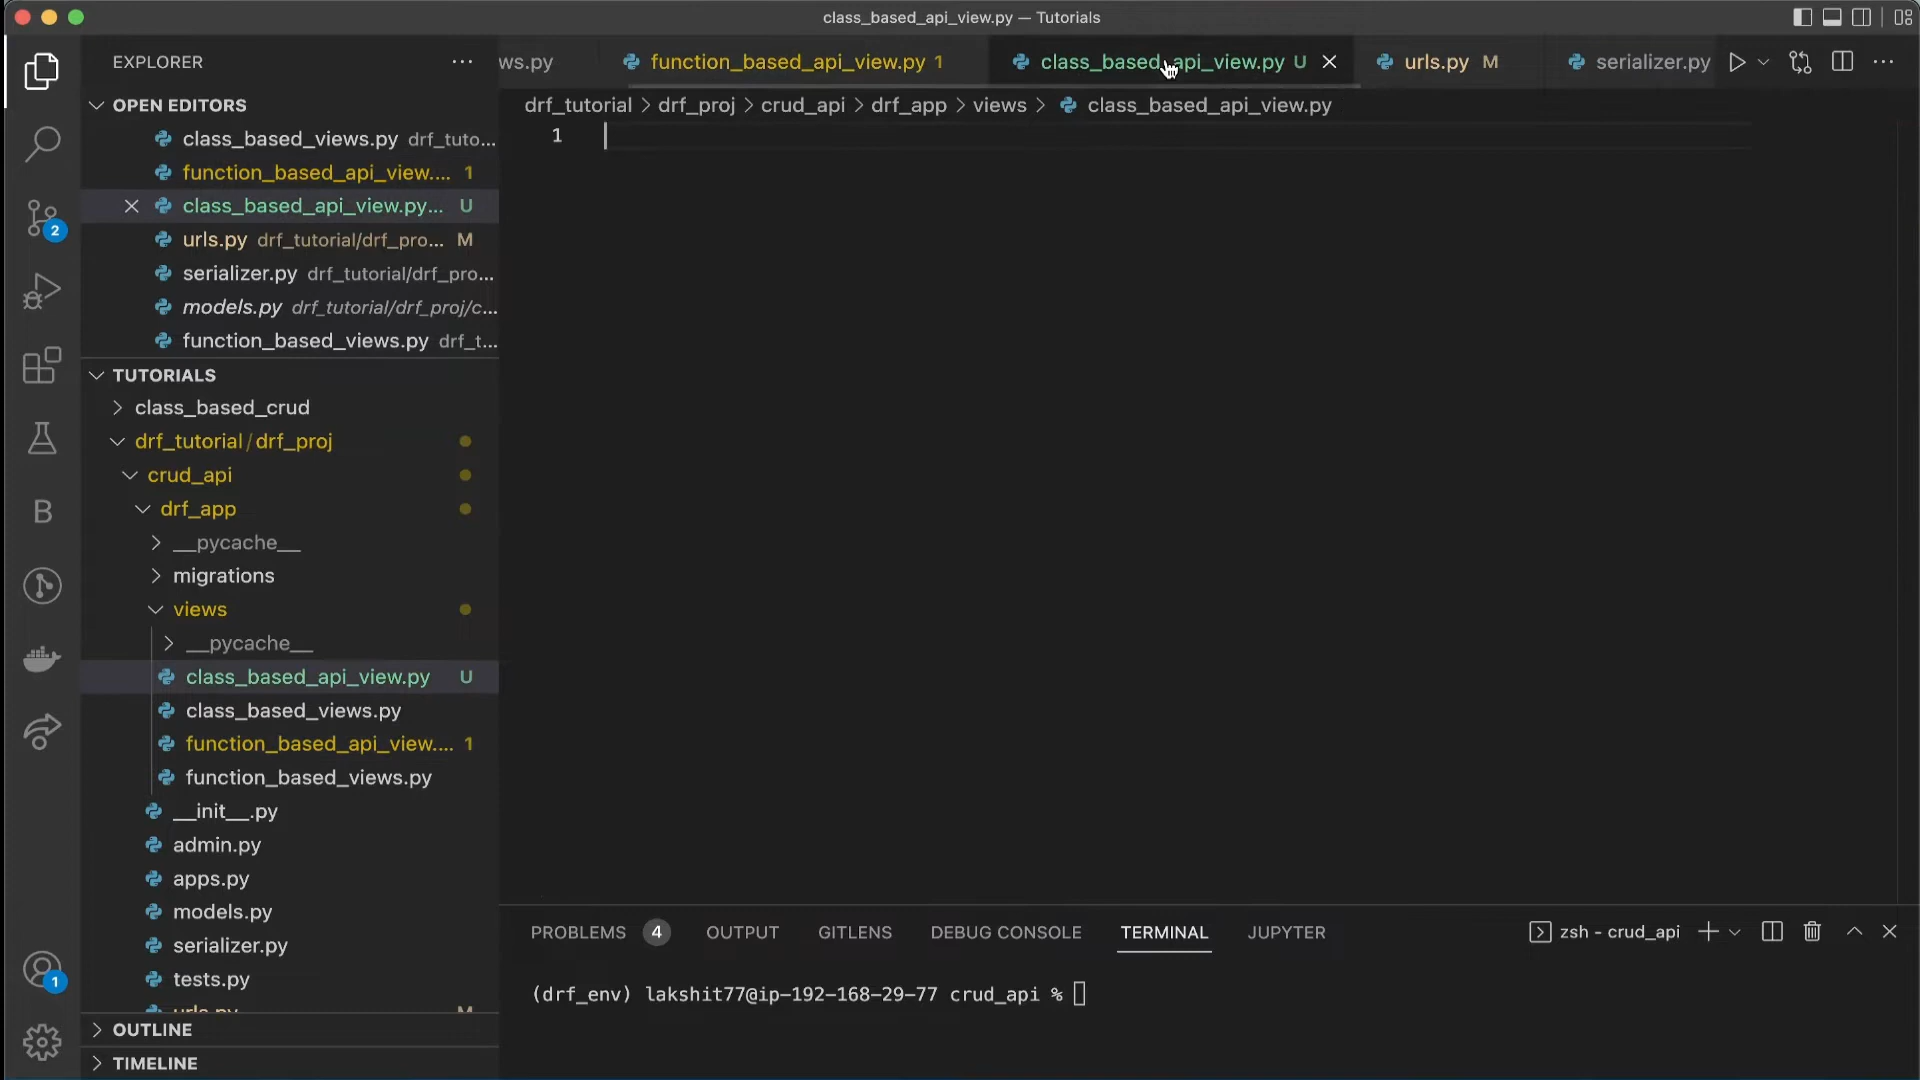 class_based_api_view.py — Tutorials
EXPLORER
ws.py
function_based_api_view.py 1
class_based_api_view.py U
urls.py M
serializer.py
OPEN EDITORS
drf_tutorial > drf_proj > crud_api > drf_app > views > class_based_api_view.py
class_based_views.py drf_tuto...
1
function_based_api_view.... 1
class_based_api_view.py... U
urls.py drf_tutorial/drf_pro... M
serializer.py drf_tutorial/drf_pro...
models.py drf_tutorial/drf_proj/c...
function_based_views.py drf_t...
TUTORIALS
class_based_crud
drf_tutorial / drf_proj
crud_api
drf_app
__pycache__
migrations
views
__pycache__
class_based_api_view.py U
class_based_views.py
function_based_api_view.... 1
function_based_views.py
__init__.py
admin.py
apps.py
models.py
serializer.py
tests.py
urls.py M
OUTLINE
TIMELINE
2
B
1
PROBLEMS 4 OUTPUT GITLENS DEBUG CONSOLE TERMINAL JUPYTER
zsh - crud_api
(drf_env) lakshit77@ip-192-168-29-77 crud_api %